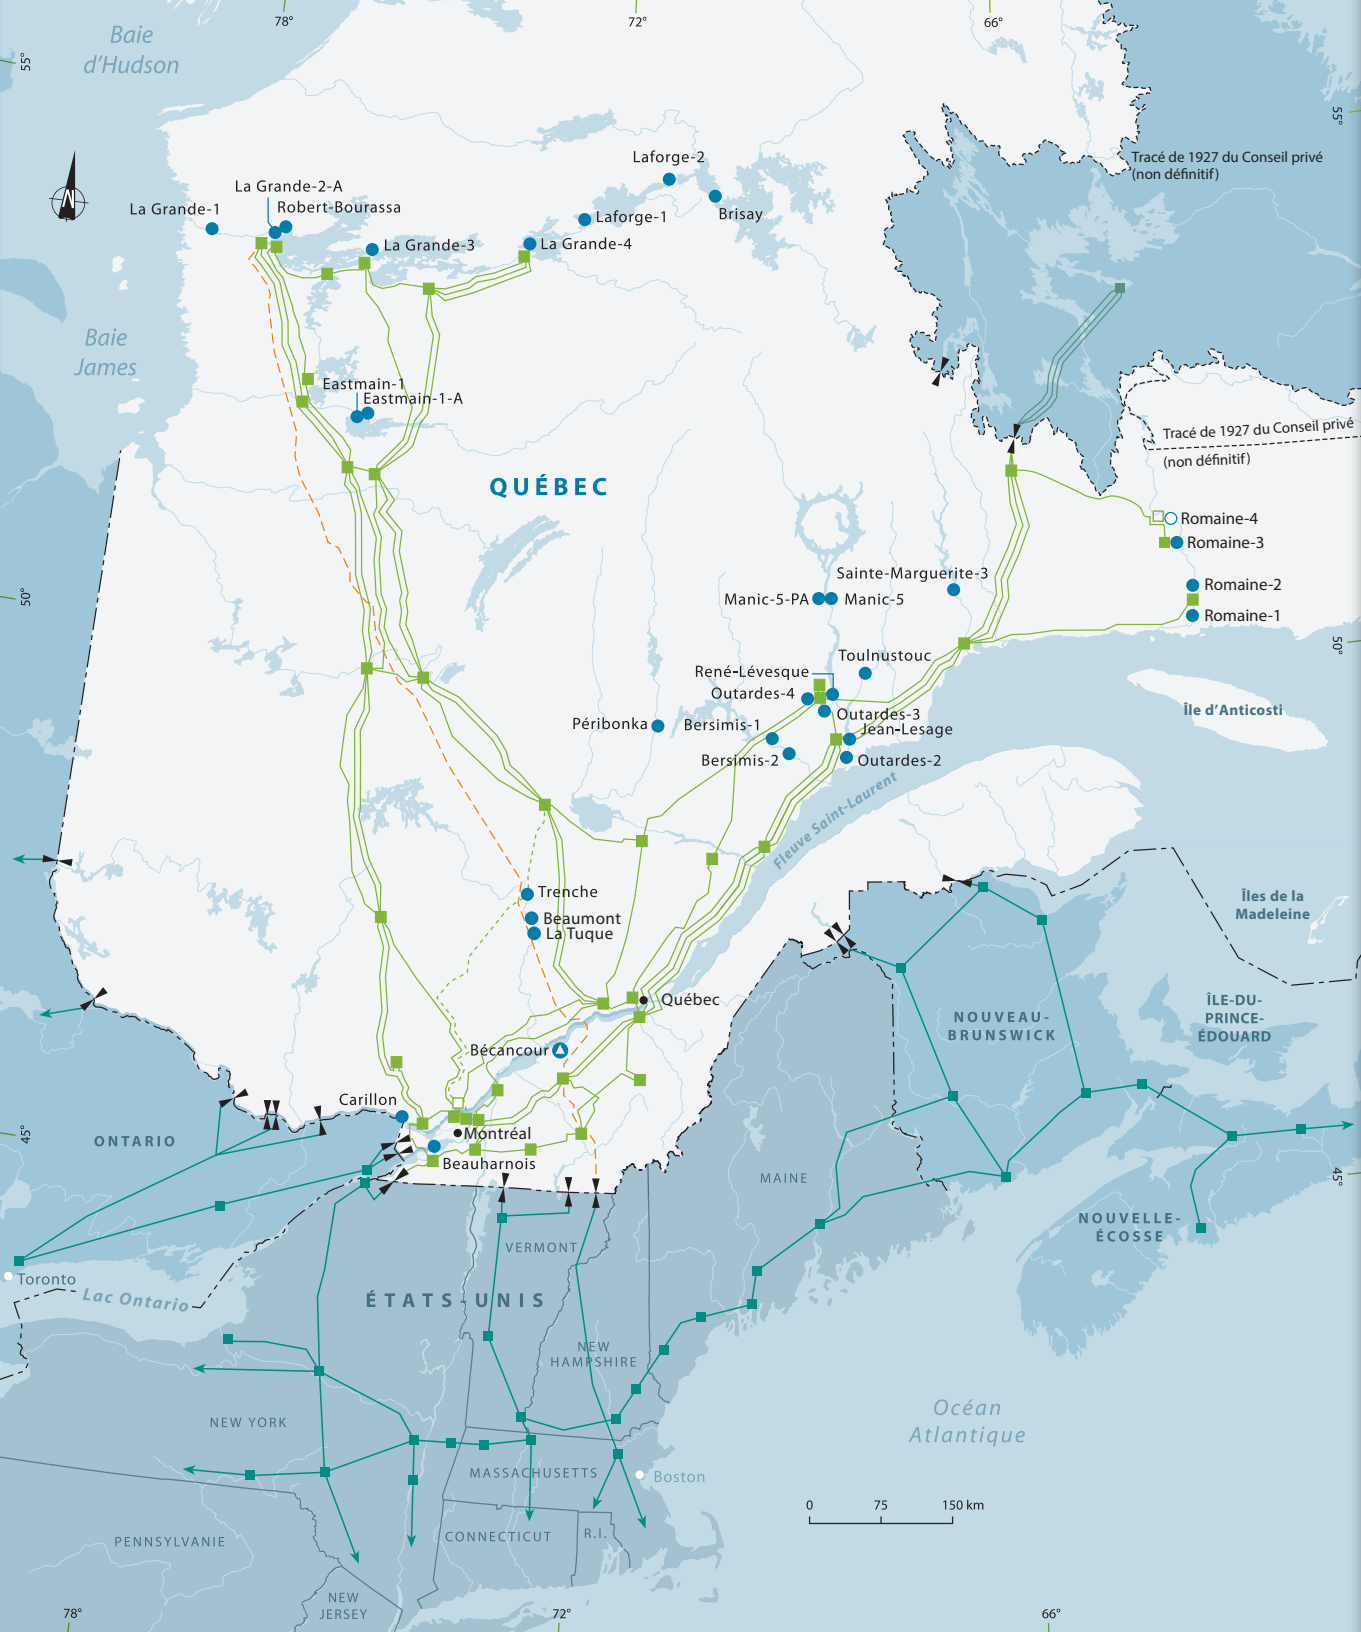 78°
72°
66°
Baie
d'Hudson
55°
55°
Tracé de 1927 du Conseil privé
(non définitif)
Laforge-2
La Grande-2-A
N
La Grande-1
Robert-Bourassa
Brisay
Laforge-1
La Grande-3
La Grande-4
Baie
James
Eastmain-1
Eastmain-1-A
Tracé de 1927 du Conseil privé
(non définitif)
QUÉBEC
Romaine-4
Romaine-3
Sainte-Marguerite-3
Romaine-2
50°
Manic-5-PA
Manic-5
Romaine-1
50°
Toulnustouc
René-Lévesque
Outardes-4
Île d'Anticosti
Outardes-3
Péribonka
Bersimis-1
Jean-Lesage
Bersimis-2
Outardes-2
Fleuve Saint-Laurent
Trenche
Îles de la
Madeleine
Beaumont
La Tuque
Québec
ÎLE-DU-
PRINCE-
ÉDOUARD
NOUVEAU-
BRUNSWICK
Bécancour
Carillon
45°
ONTARIO
Montréal
Beauharnois
MAINE
45°
NOUVELLE-
ÉCOSSE
VERMONT
Toronto
Lac Ontario
ÉTATS-UNIS
NEW
HAMPSHIRE
NEW YORK
Océan
Atlantique
MASSACHUSETTS
Boston
0
75
150 km
PENNSYLVANIE
CONNECTICUT
R.I.
NEW
JERSEY
78°
72°
66°